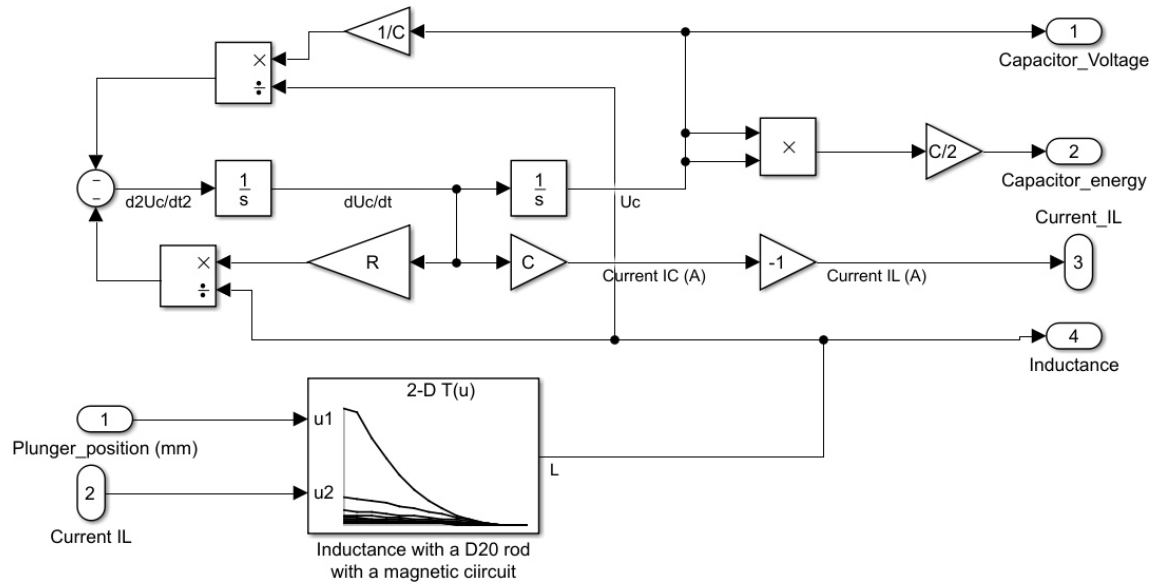 1/C
1
Capacitor_Voltage
×
÷
×
C/2
2
Capacitor_energy
−
−
d2Uc/dt2
1
s
dUc/dt
1
s
Uc
Current_IL
×
÷
R
C
Current IC (A)
-1
Current IL (A)
3
4
Inductance
2-D T(u)
1
u1
Plunger_position (mm)
L
2
u2
Current IL
Inductance with a D20 rod
with a magnetic ciircuit